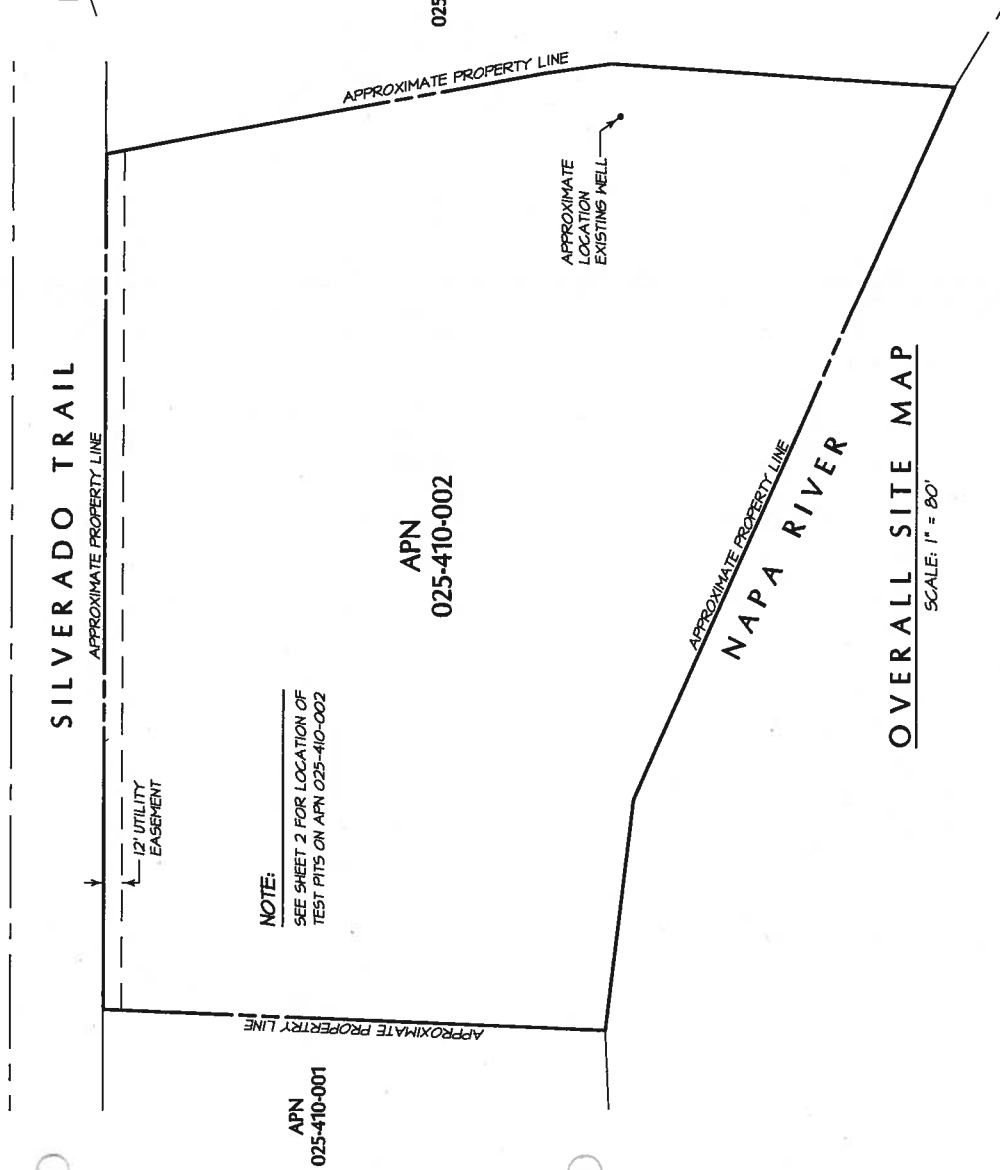 SILVERADO TRAIL
APPROXIMATE PROPERTY LINE
12' UTILITY
EASEMENT
APPROXIMATE PROPERTY LINE
025
NOTE:
SEE SHEET 2 FOR LOCATION OF
TEST PITS ON APN 025-410-002
APN
025-410-002
APPROXIMATE
LOCATION
EXISTING WELL
APN
025-410-001
APPROXIMATE PROPERTRY LINE
APPROXIMATE PROPERTY LINE
NAPA RIVER
OVERALL SITE MAP
SCALE: 1" = 80'